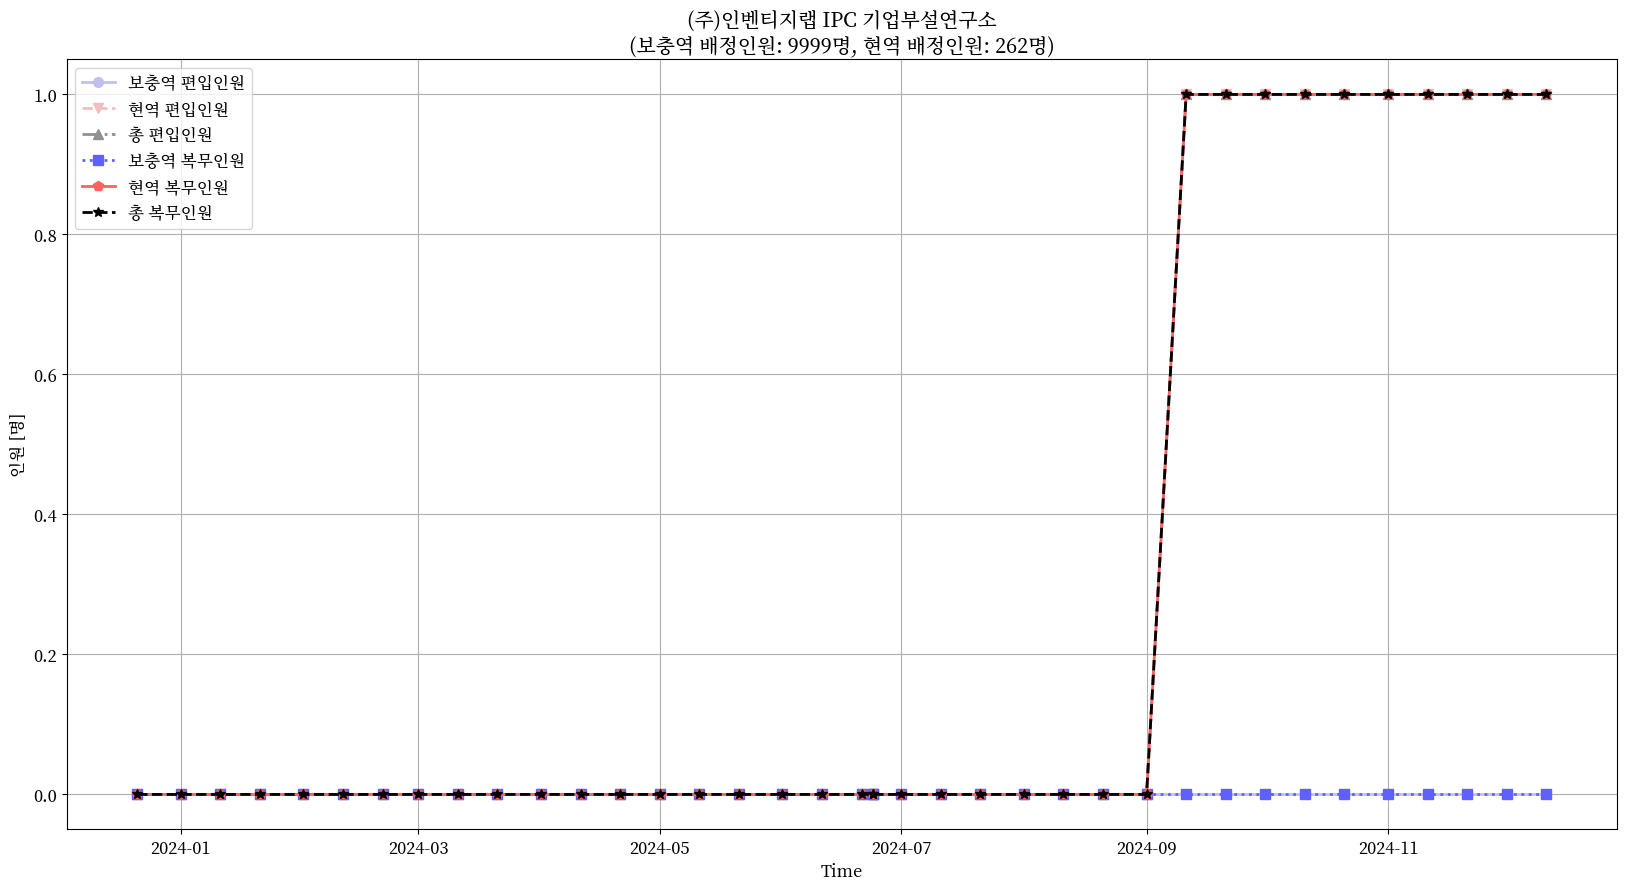 (주)인벤티지랩 IPC 기업부설연구소
(보충역 배정인원: 9999명, 현역 배정인원: 262명)
보충역 편입인원
현역 편입인원
총 편입인원
보충역 복무인원
현역 복무인원
총 복무인원
인원 [명]
1.0
0.8
0.6
0.4
0.2
0.0
2024-01
2024-03
2024-05
2024-07
2024-09
2024-11
Time